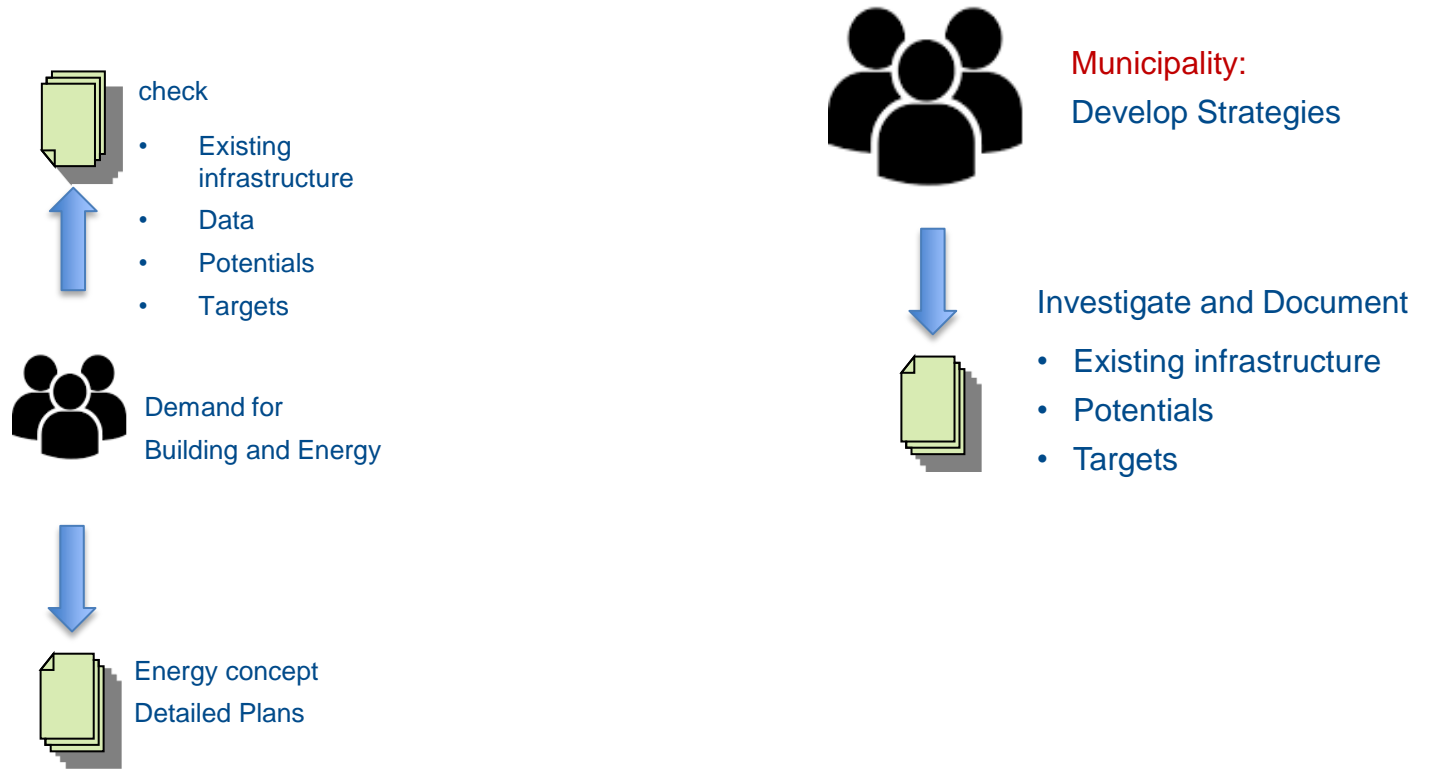 check
• Existing
infrastructure
• Data
• Potentials
• Targets
Demand for
Building and Energy
Energy concept
Detailed Plans
Municipality:
Develop Strategies
Investigate and Document
• Existing infrastructure
• Potentials
• Targets